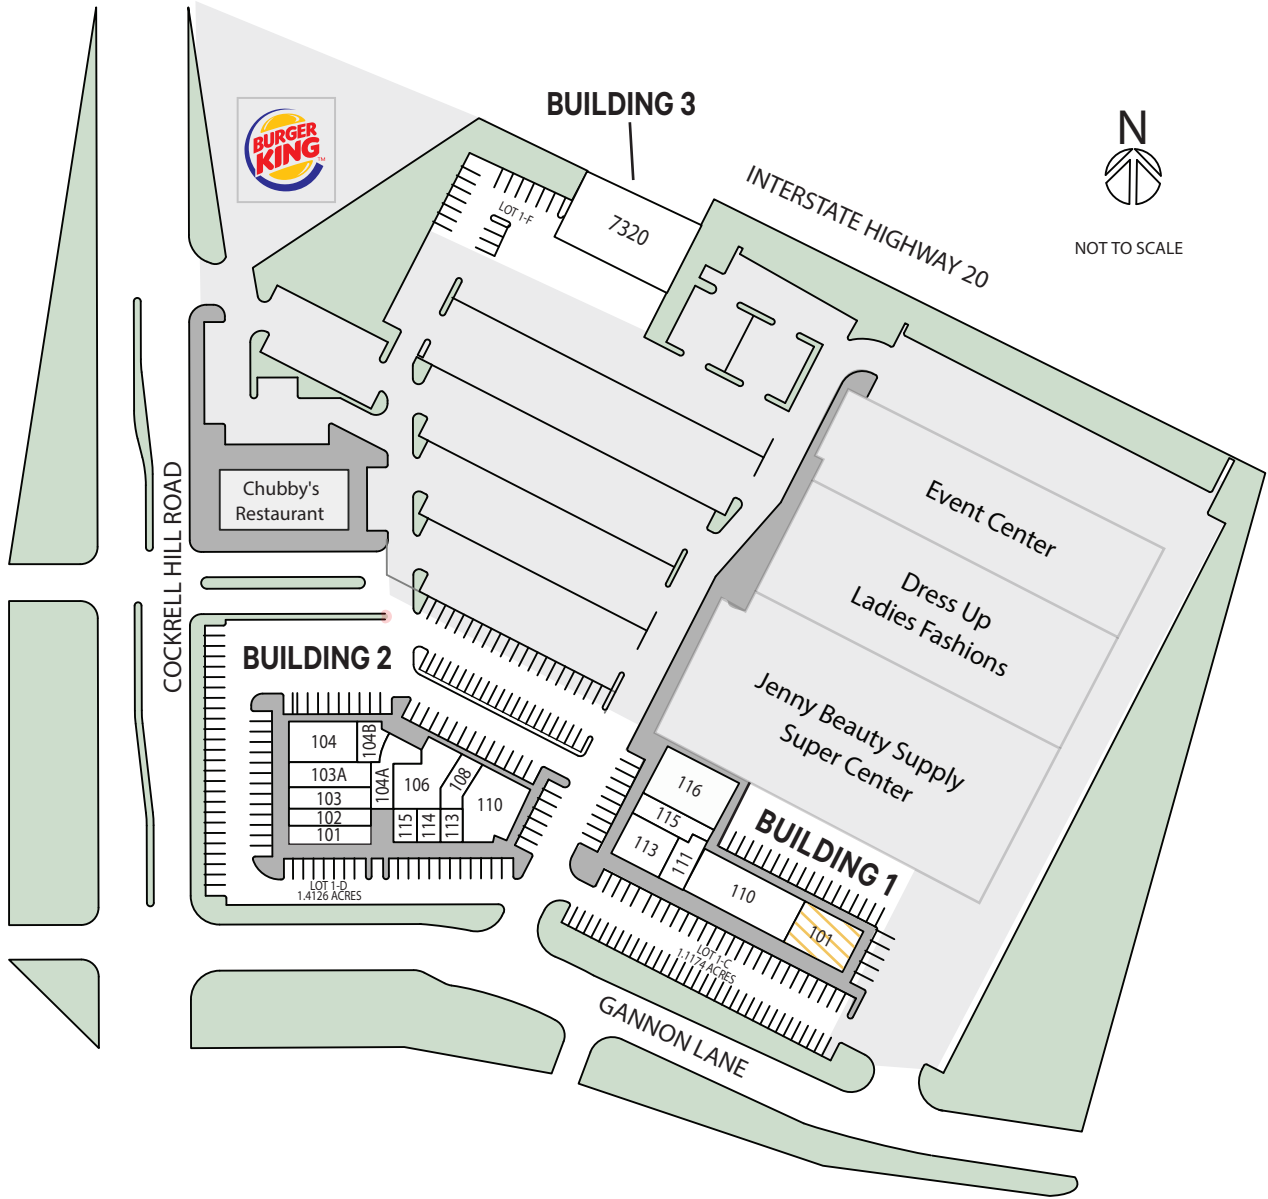 BUILDING 3
N
NOT TO SCALE
BURGER
KING
TM
LOT 1-F
7320
INTERSTATE HIGHWAY 20
COCKRELL HILL ROAD
Chubby's
Restaurant
Event Center
Dress Up
Ladies Fashions
Jenny Beauty Supply
Super Center
BUILDING 2
104
104B
103A
104A
103
102
101
106
108
110
115
114
113
LOT 1-D
1.4126 ACRES
BUILDING 1
116
115
113
111
110
101
LOT 1-C
1.1174 ACRES
GANNON LANE